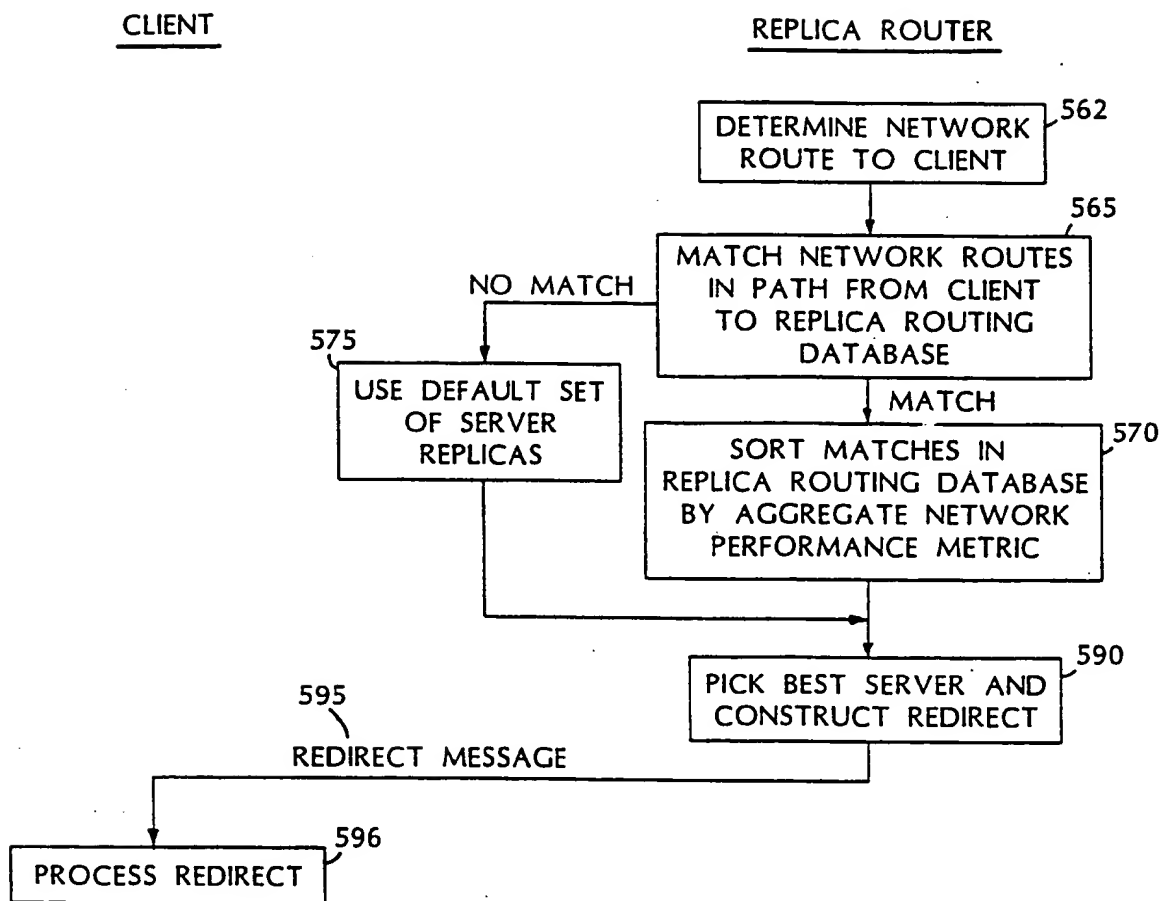 CLIENT
REPLICA ROUTER
562
DETERMINE NETWORK
ROUTE TO CLIENT
565
MATCH NETWORK ROUTES
IN PATH FROM CLIENT
TO REPLICA ROUTING
DATABASE
NO MATCH
575
USE DEFAULT SET
OF SERVER
REPLICAS
MATCH
570
SORT MATCHES IN
REPLICA ROUTING DATABASE
BY AGGREGATE NETWORK
PERFORMANCE METRIC
590
PICK BEST SERVER AND
CONSTRUCT REDIRECT
595
REDIRECT MESSAGE
596
PROCESS REDIRECT